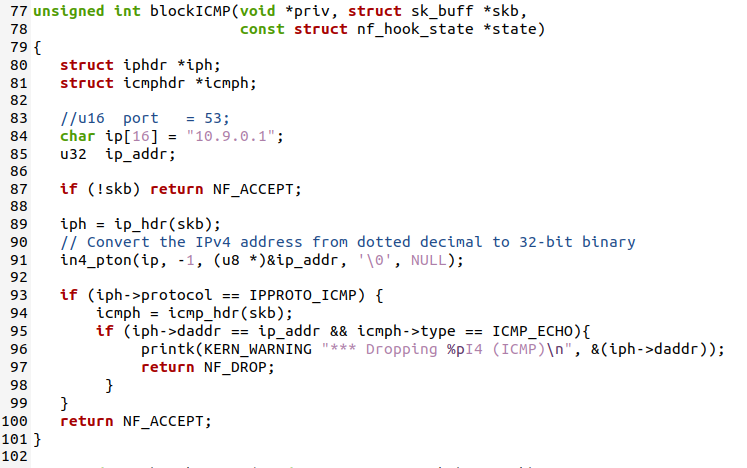 77 unsigned int blockICMP(void *priv, struct sk_buff *skb,
78                        const struct nf_hook_state *state)
79 {
80    struct iphdr *iph;
81    struct icmphdr *icmph;
82
83    //u16  port   = 53;
84    char ip[16] = "10.9.0.1";
85    u32  ip_addr;
86
87    if (!skb) return NF_ACCEPT;
88
89    iph = ip_hdr(skb);
90    // Convert the IPv4 address from dotted decimal to 32-bit binary
91    in4_pton(ip, -1, (u8 *)&ip_addr, '\0', NULL);
92
93    if (iph->protocol == IPPROTO_ICMP) {
94        icmph = icmp_hdr(skb);
95        if (iph->daddr == ip_addr && icmph->type == ICMP_ECHO){
96             printk(KERN_WARNING "*** Dropping %pI4 (ICMP)\n", &(iph->daddr));
97             return NF_DROP;
98         }
99    }
100    return NF_ACCEPT;
101 }
102